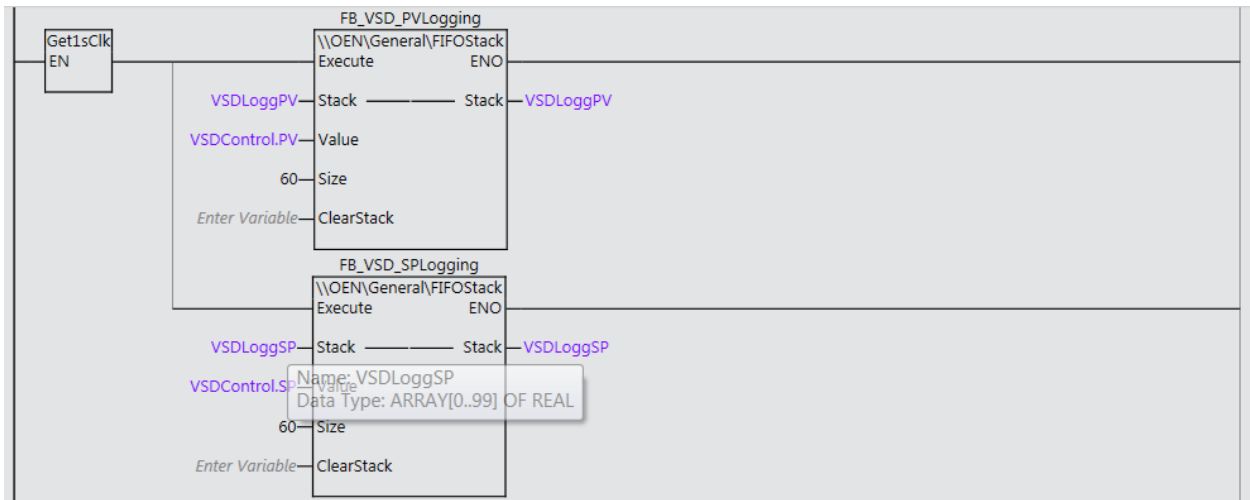 FB_VSD_PVLogging
Get1sClk
\\OEN\General\FIFOStack
EN
Execute ENO
VSDLoggPV Stack Stack VSDLoggPV
VSDControl.PV Value
60 Size
Enter Variable ClearStack
FB_VSD_SPLogging
\\OEN\General\FIFOStack
Execute ENO
VSDLoggSP Stack Stack VSDLoggSP
Name: VSDLoggSP
VSDControl.SP Value
Data Type: ARRAY[0..99] OF REAL
60 Size
Enter Variable ClearStack